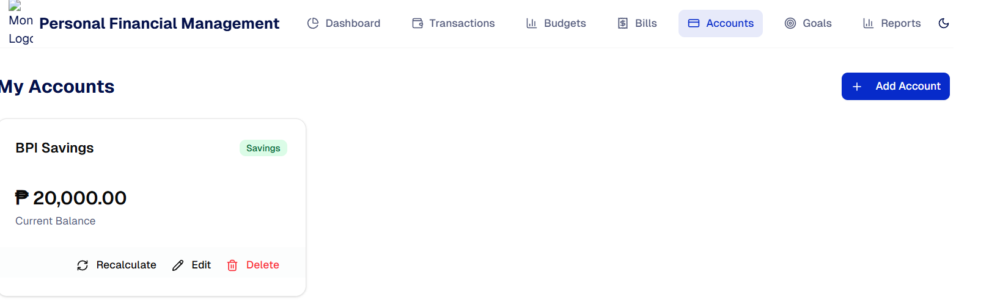 Mon
Logo
Personal Financial Management
Dashboard
Transactions
Budgets
Bills
Accounts
Goals
Reports
My Accounts
+ Add Account
BPI Savings
Savings
₱ 20,000.00
Current Balance
Recalculate
Edit
Delete